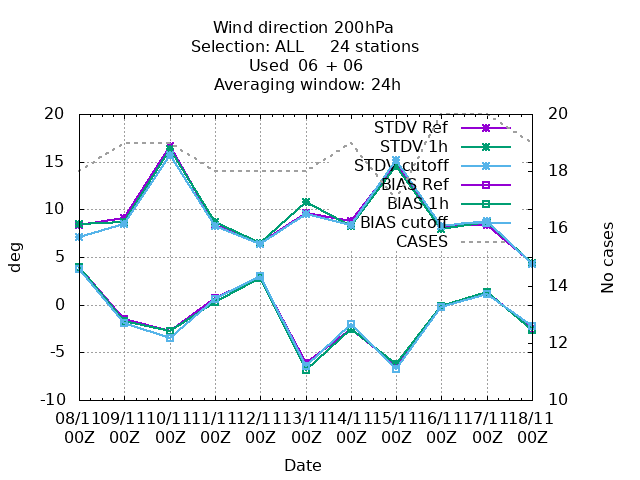 Wind direction 200hPa
Selection: ALL     24 stations
Used  06 + 06
Averaging window: 24h
20
15
10
5
0
-5
-10
deg
20
18
16
14
12
10
No cases
STDV Ref
STDV 1h
STDV cutoff
BIAS Ref
BIAS 1h
BIAS cutoff
CASES
08/11 09/11 10/11 11/11 12/11 13/11 14/11 15/11 16/11 17/11 18/11
00Z 00Z 00Z 00Z 00Z 00Z 00Z 00Z 00Z 00Z 00Z
Date